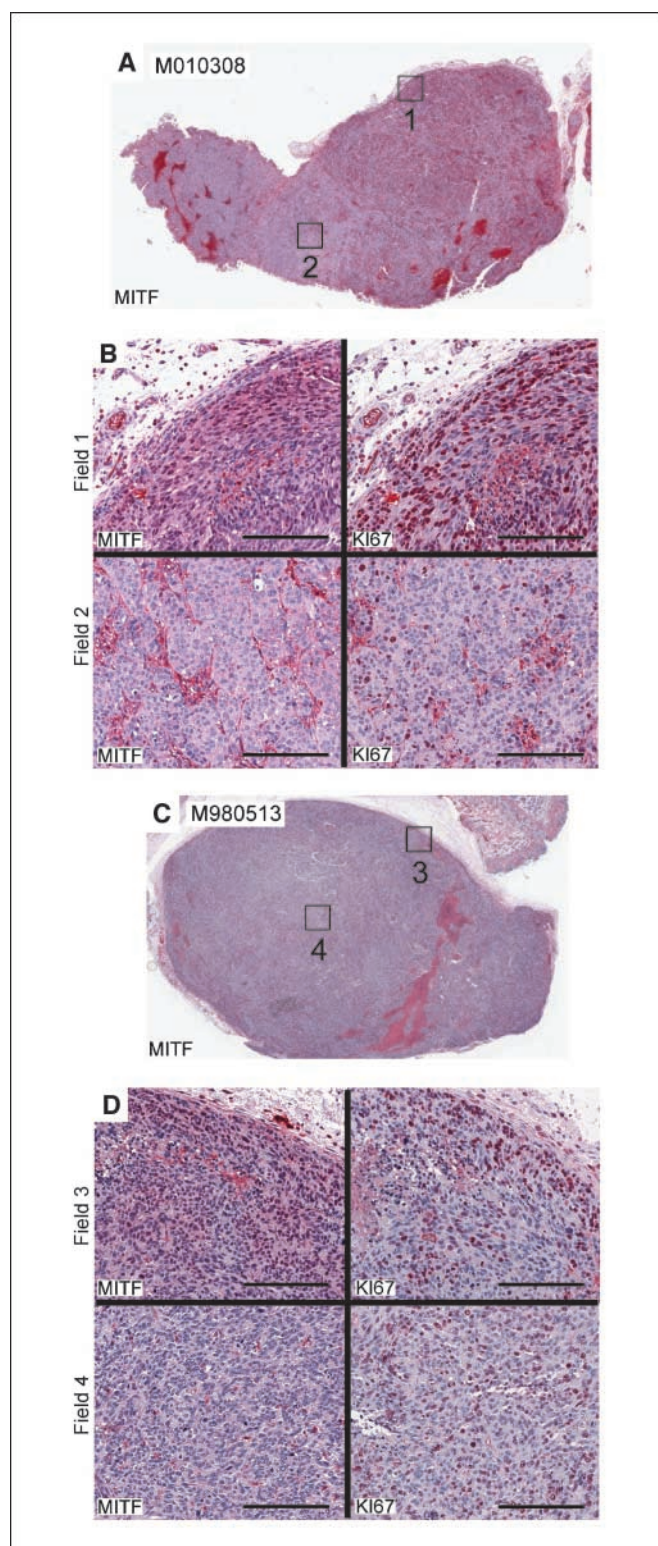 A M010308
1
2
MITF
B
Field 1
MITF
KI67
Field 2
MITF
KI67
C M980513
3
4
MITF
D
Field 3
MITF
KI67
Field 4
MITF
KI67